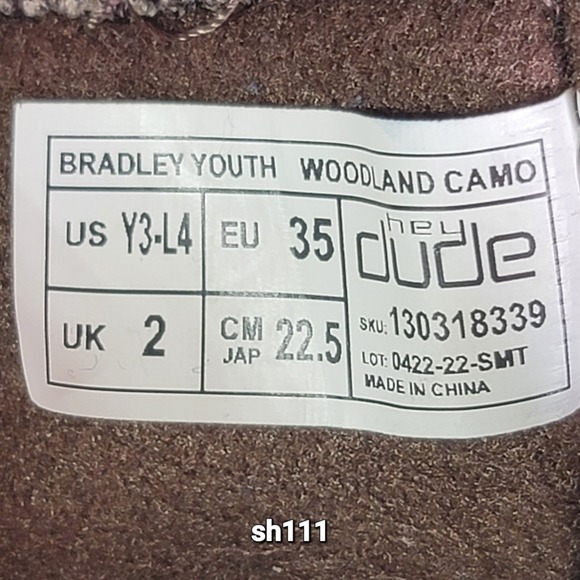 BRADLEY YOUTH WOODLAND CAMO
US Y3-L4 EU 35
hey
dude
UK 2 CM
JAP 22.5
SKU: 130318339
LOT: 0422-22-SMT
MADE IN CHINA
sh111